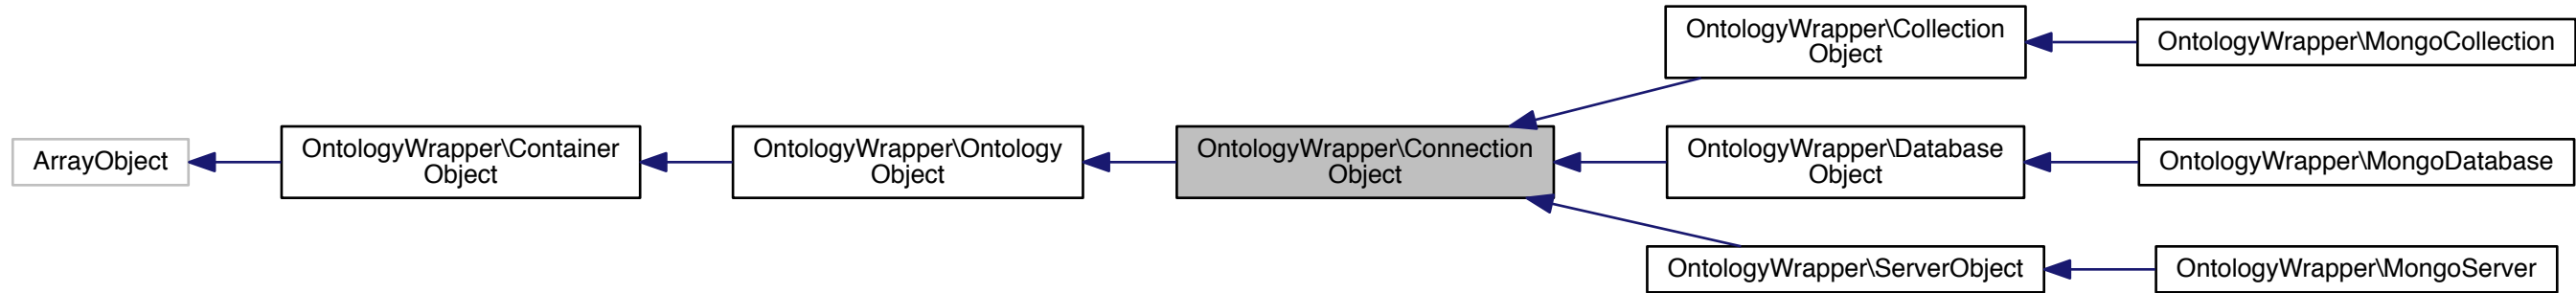 ArrayObject
OntologyWrapper\Container
Object
OntologyWrapper\Ontology
Object
OntologyWrapper\Connection
Object
OntologyWrapper\Collection
Object
OntologyWrapper\MongoCollection
OntologyWrapper\Database
Object
OntologyWrapper\MongoDatabase
OntologyWrapper\ServerObject
OntologyWrapper\MongoServer